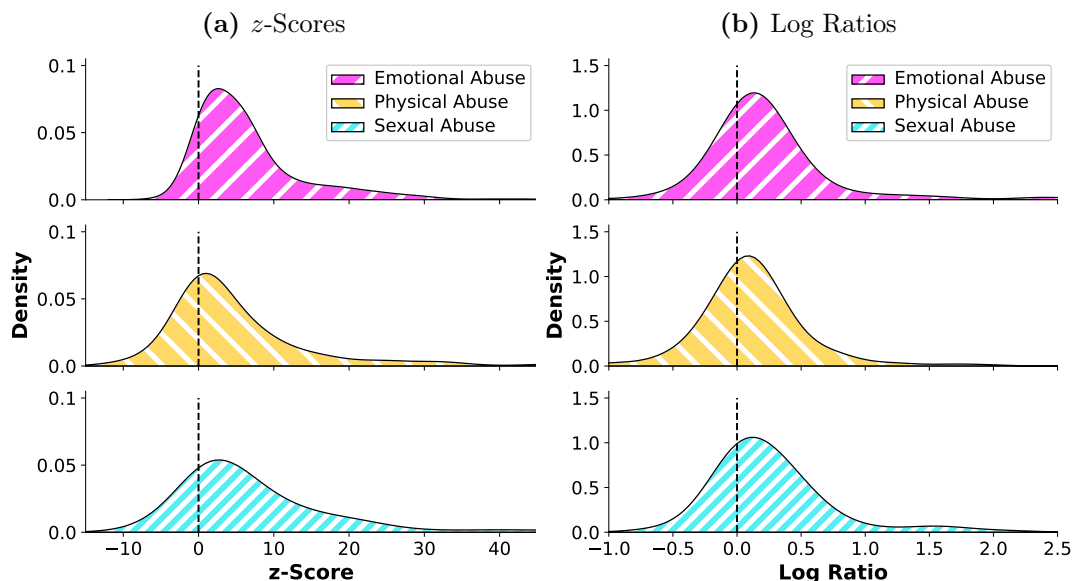 (a) z-Scores
0.1
0.05
0.0
Emotional Abuse
Physical Abuse
Sexual Abuse
0.1
0.05
0.0
Density
0.1
0.05
0.0
−10
0
10
20
30
40
z-Score
(b) Log Ratios
1.5
1.0
0.5
0.0
Emotional Abuse
Physical Abuse
Sexual Abuse
1.5
1.0
0.5
0.0
Density
1.5
1.0
0.5
0.0
−1.0
−0.5
0.0
0.5
1.0
1.5
2.0
2.5
Log Ratio